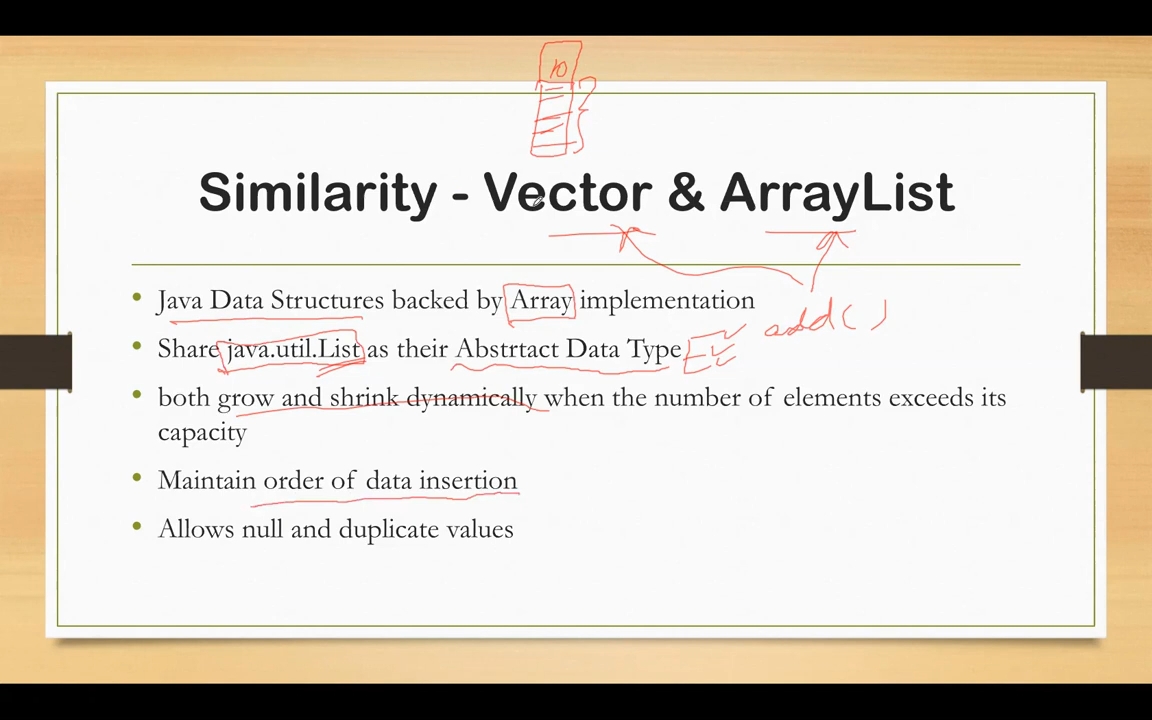 10
Similarity - Vector & ArrayList
• Java Data Structures backed by Array implementation
add( )
• Share java.util.List as their Abstrtact Data Type
• both grow and shrink dynamically when the number of elements exceeds its
capacity
• Maintain order of data insertion
• Allows null and duplicate values